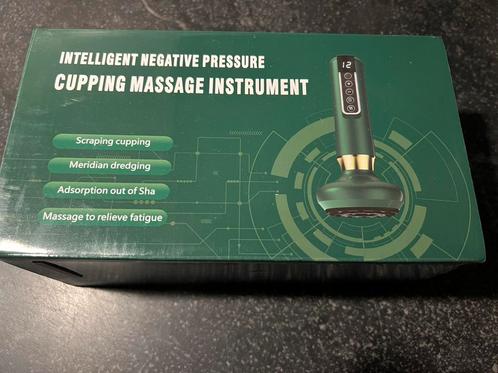 INTELLIGENT NEGATIVE PRESSURE
CUPPING MASSAGE INSTRUMENT
12
Scraping cupping
Meridian dredging
Adsorption out of Sha
Massage to relieve fatigue